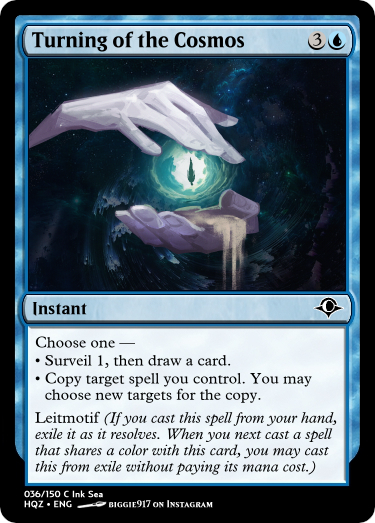 Turning of the Cosmos 3
Instant
Choose one —
• Surveil 1, then draw a card.
• Copy target spell you control. You may
choose new targets for the copy.
Leitmotif (If you cast this spell from your hand,
exile it as it resolves. When you next cast a spell
that shares a color with this card, you may cast
this from exile without paying its mana cost.)
036/150 C Ink Sea
HQZ • ENG BIGGIE917 ON INSTAGRAM